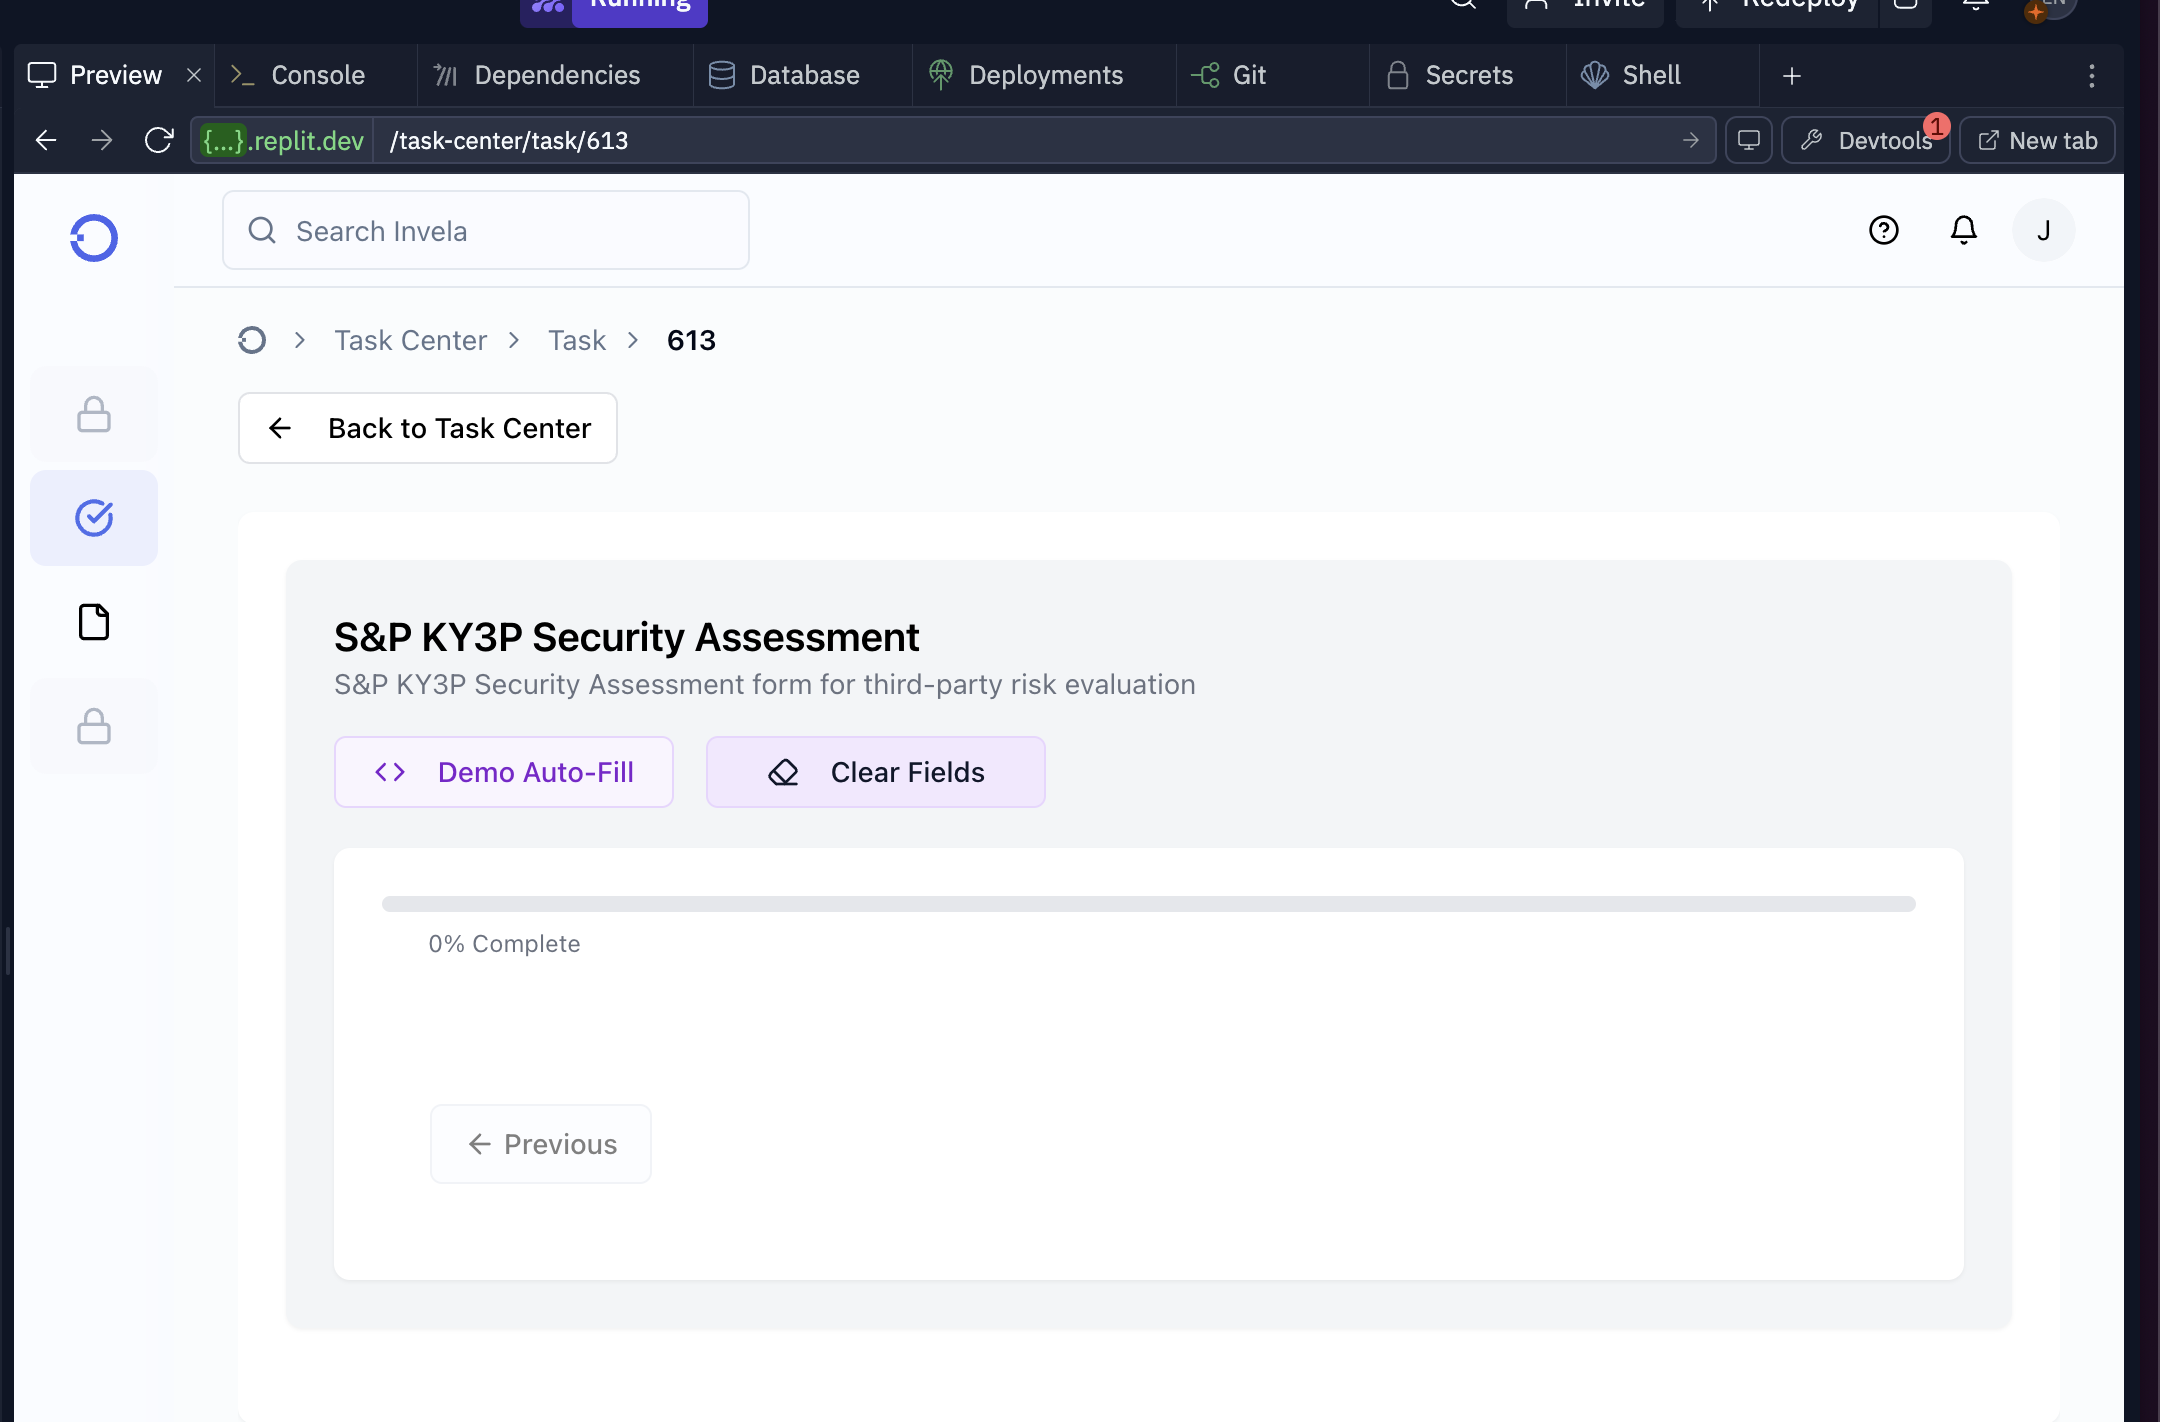 Running
Invite
Redeploy
EN
Preview
Console
Dependencies
Database
Deployments
Git
Secrets
Shell
{...}.replit.dev
/task-center/task/613
Devtools
1
New tab
Search Invela
J
Task Center
Task
613
Back to Task Center
S&P KY3P Security Assessment
S&P KY3P Security Assessment form for third-party risk evaluation
Demo Auto-Fill
Clear Fields
0% Complete
Previous